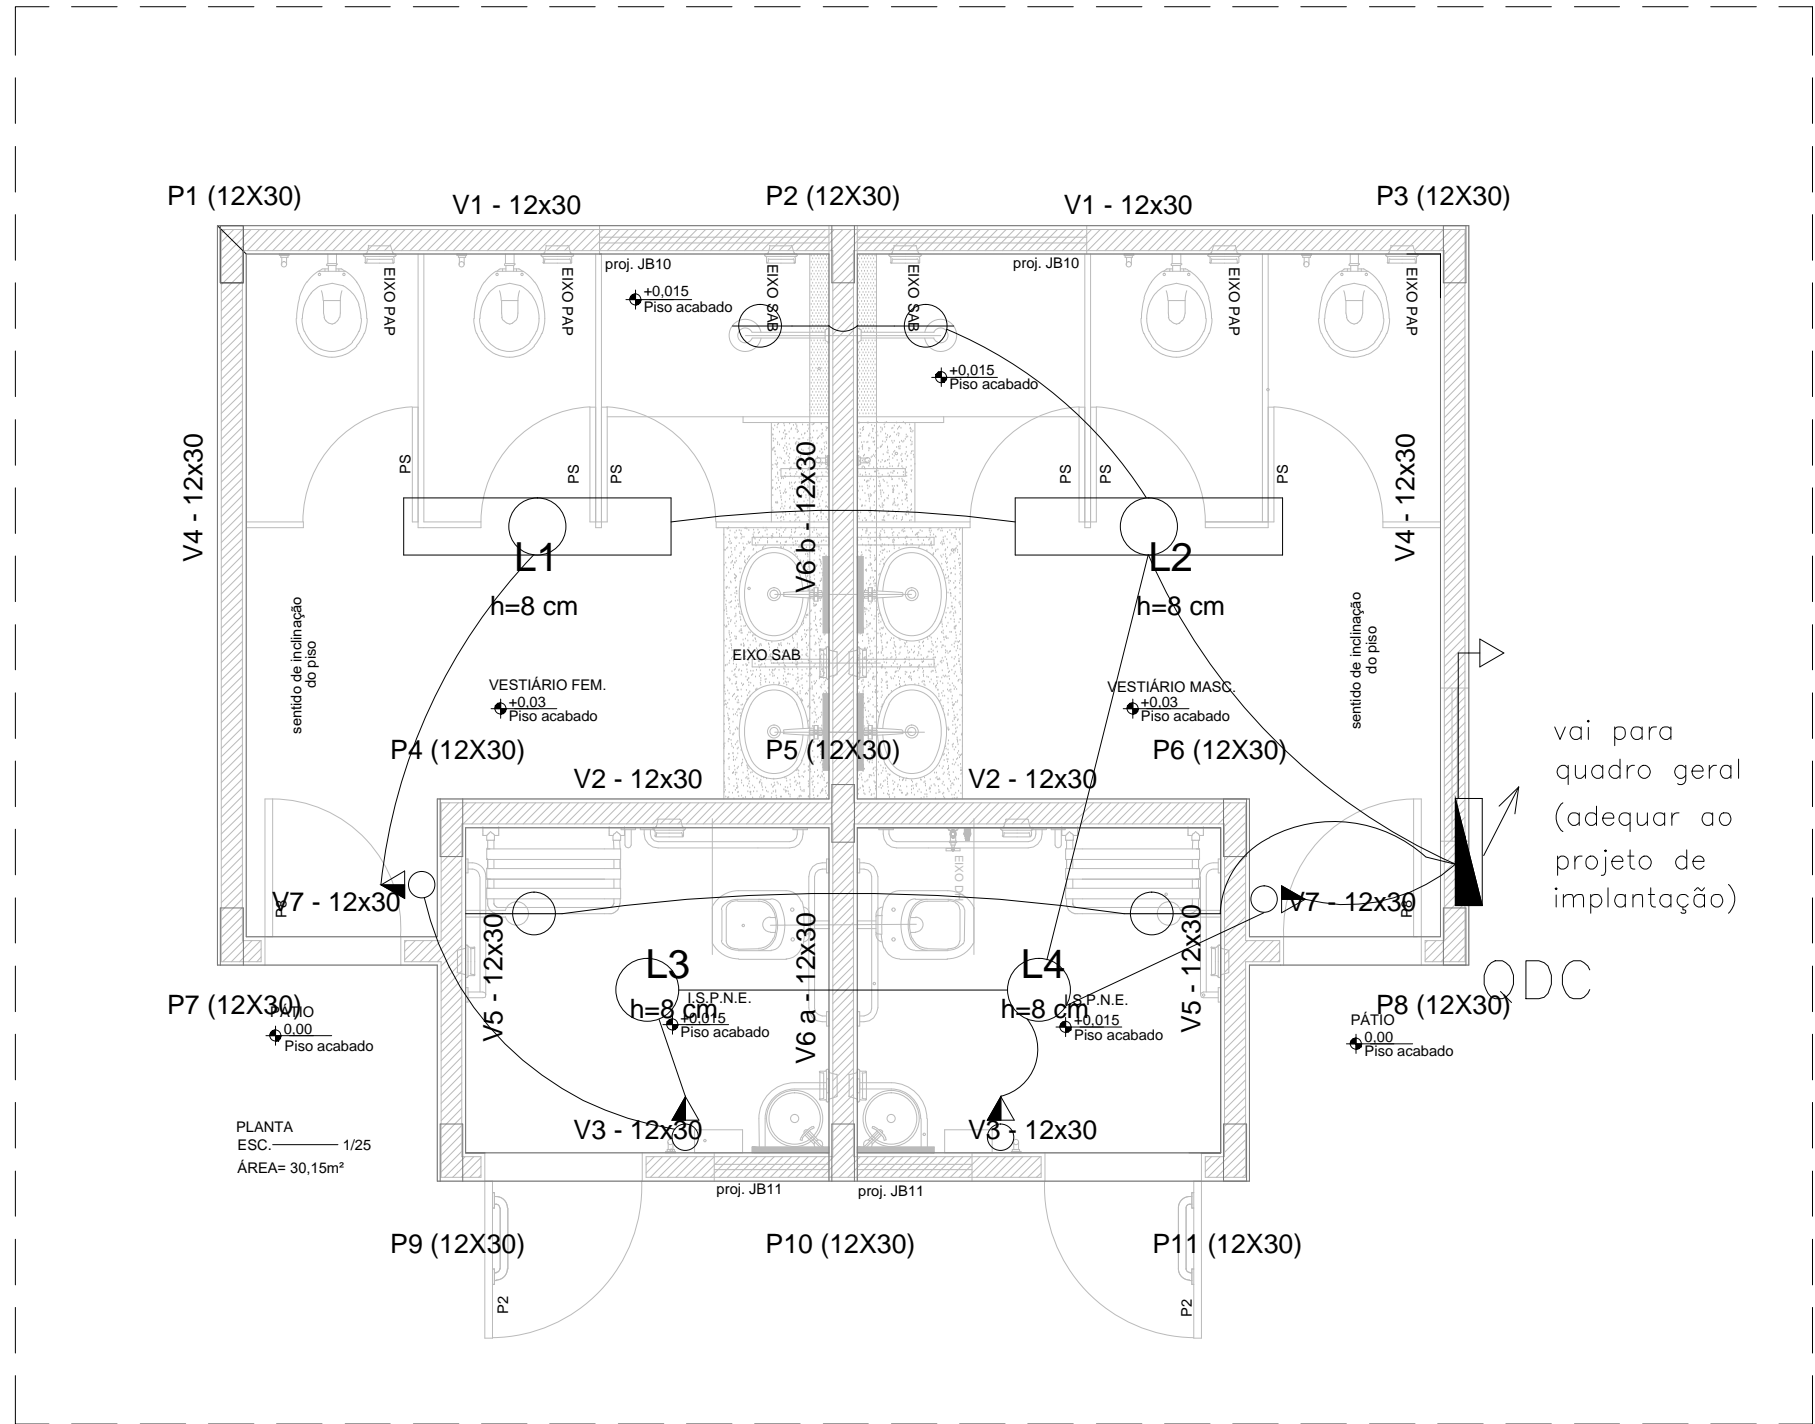 P1 (12X30)
V1 - 12x30
P2 (12X30)
V1 - 12x30
P3 (12X30)
proj. JB10
proj. JB10
EIXO PAP
EIXO PAP
EIXO SAB
EIXO SAB
EIXO PAP
EIXO PAP
+0,015
Piso acabado
+0,015
Piso acabado
V4 - 12x30
PS
PS
PS
V6 b - 12x30
PS
PS
PS
V4 - 12x30
L1
h=8 cm
L2
h=8 cm
sentido de inclinação
do piso
EIXO SAB
sentido de inclinação
do piso
VESTIÁRIO FEM.
+0,03
Piso acabado
VESTIÁRIO MASC.
+0,03
Piso acabado
P4 (12X30)
P5 (12X30)
P6 (12X30)
V2 - 12x30
V2 - 12x30
vai para
quadro geral
(adequar ao
projeto de
implantação)
V7 - 12x30
V7 - 12x30
V5 - 12x30
V6 a - 12x30
V5 - 12x30
L3
h=8 cm
I.S.P.N.E.
+0,015
Piso acabado
L4
h=8 cm
I.S.P.N.E.
+0,015
Piso acabado
QDC
P7 (12X30)
PÁTIO
0,00
Piso acabado
P8 (12X30)
PÁTIO
0,00
Piso acabado
PLANTA
ESC. 1/25
ÁREA= 30,15m²
V3 - 12x30
V3 - 12x30
proj. JB11
proj. JB11
P9 (12X30)
P10 (12X30)
P11 (12X30)
P2
P2